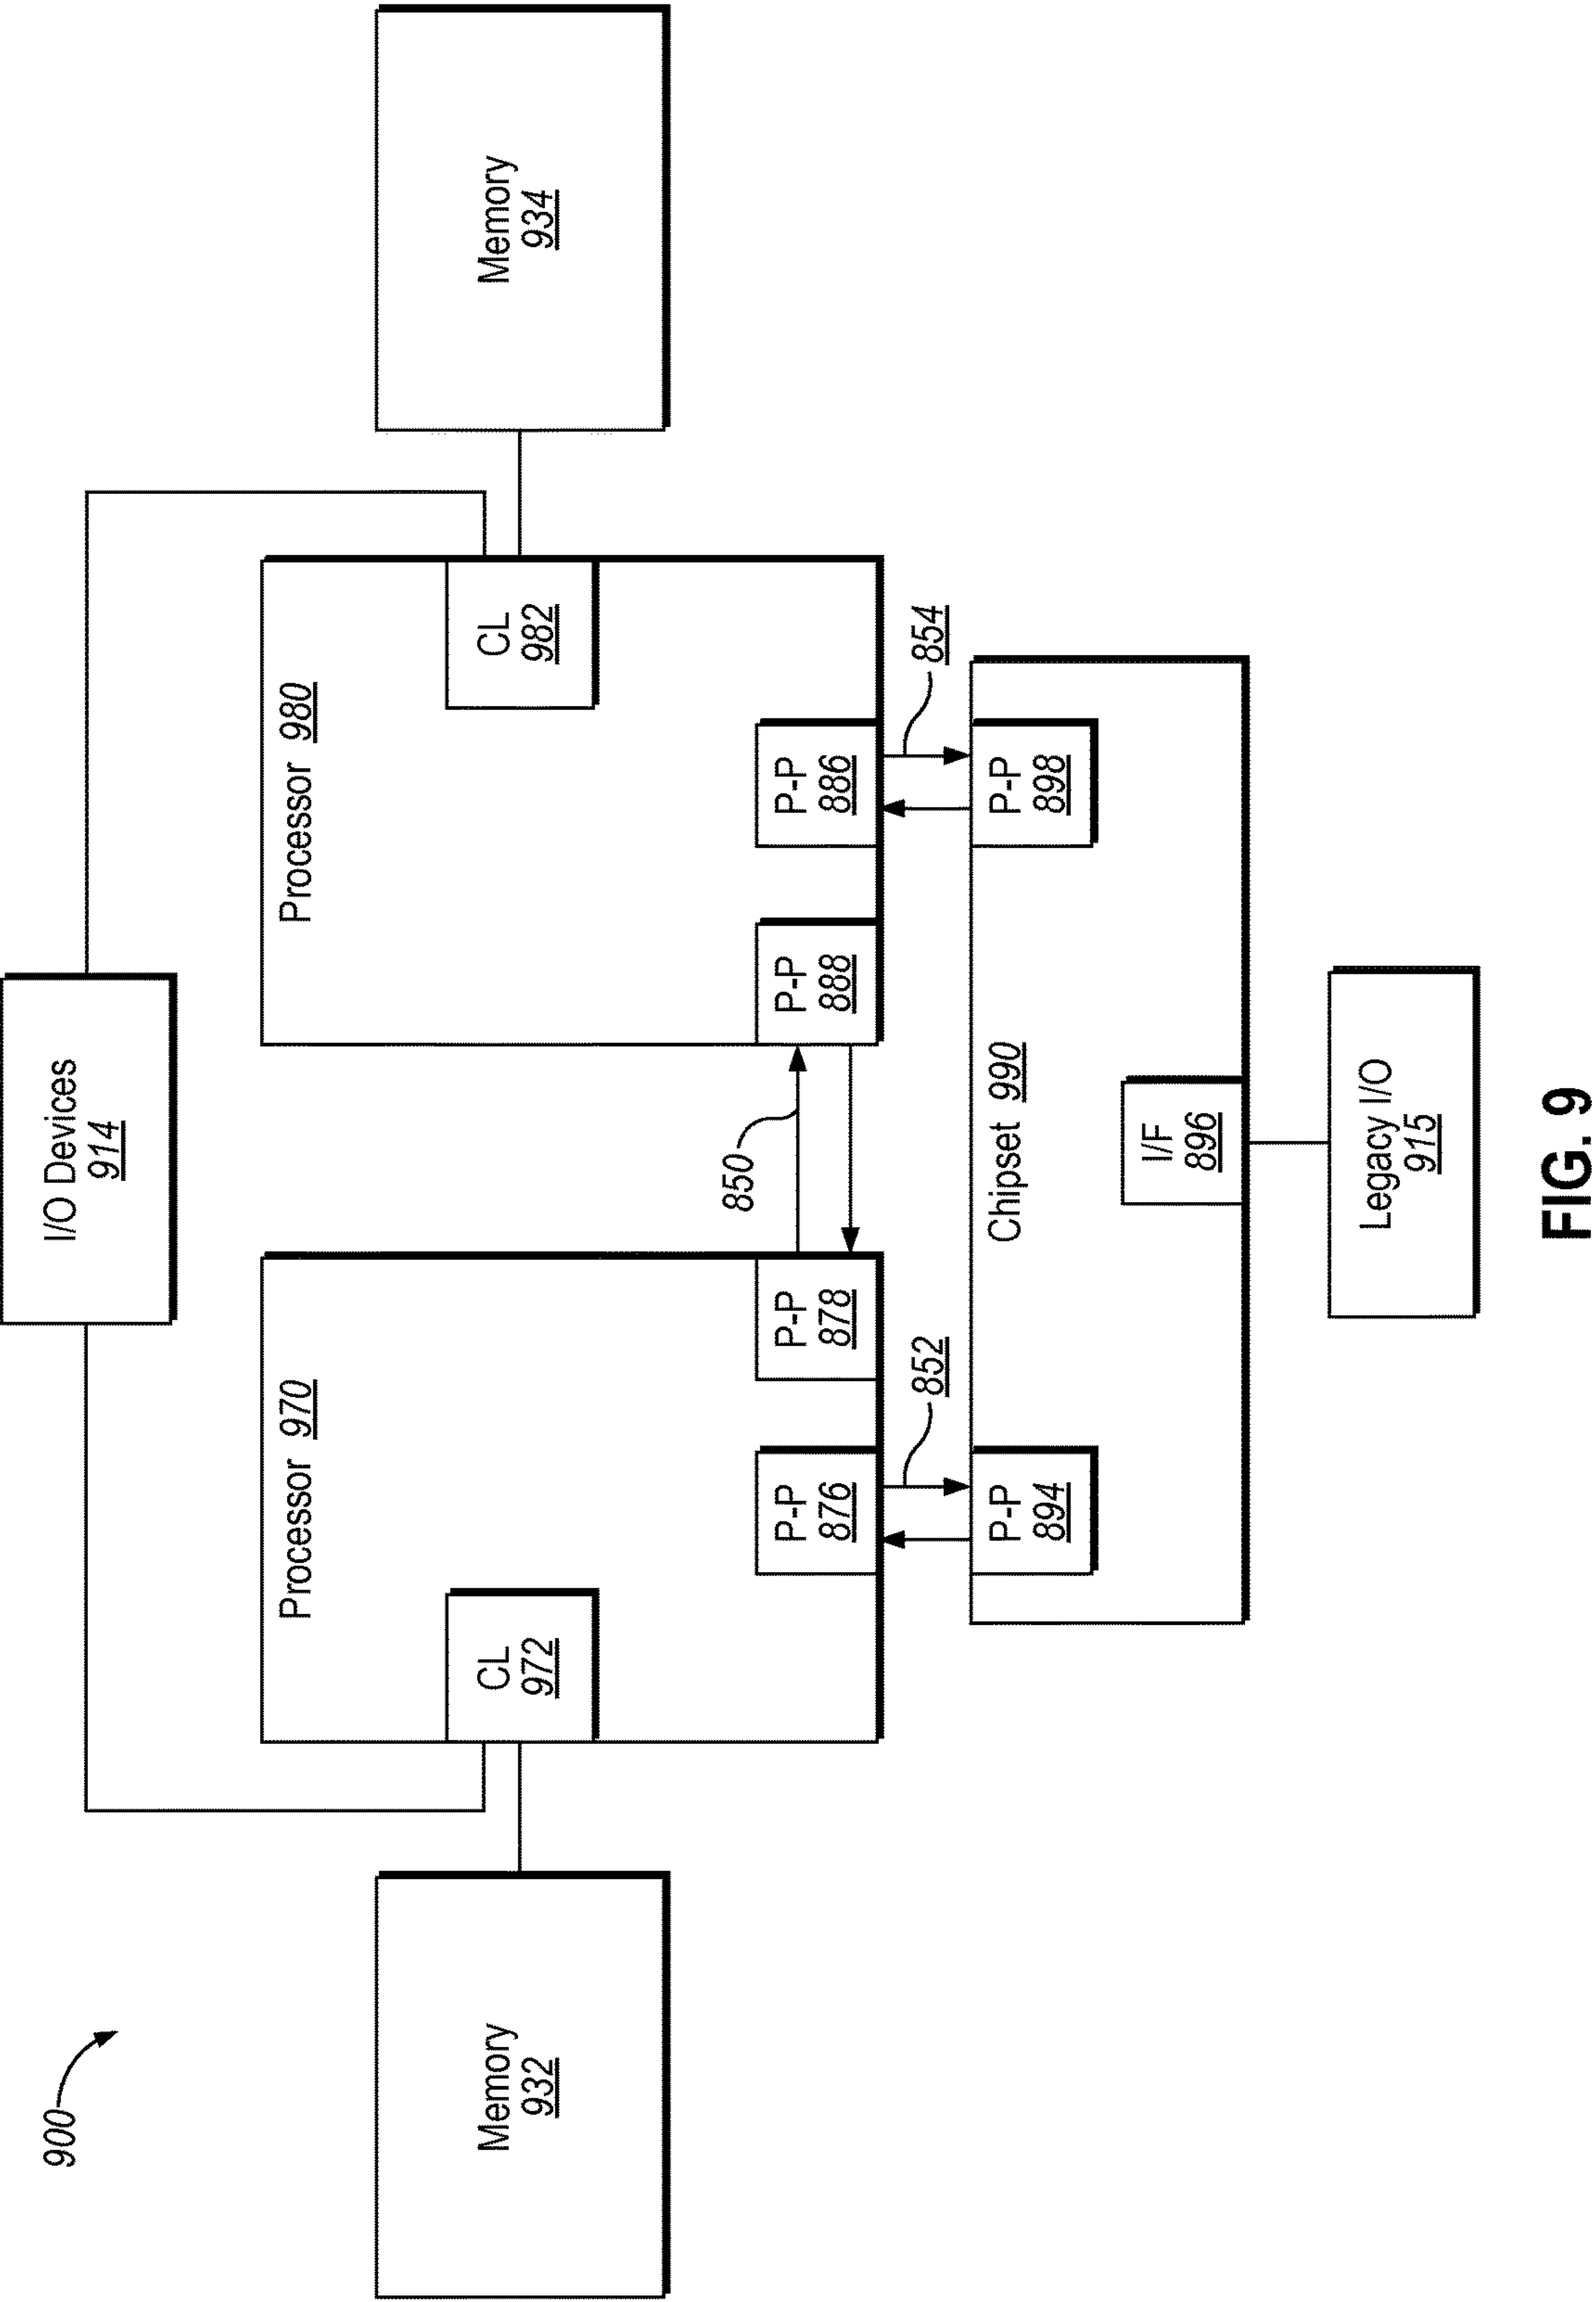 900
I/O Devices
914
Memory
932
Processor 970
CL
972
P-P
876
P-P
878
850
Processor 980
CL
982
P-P
888
P-P
886
Memory
934
852
854
Chipset 990
P-P
894
P-P
898
I/F
896
Legacy I/O
915
FIG. 9